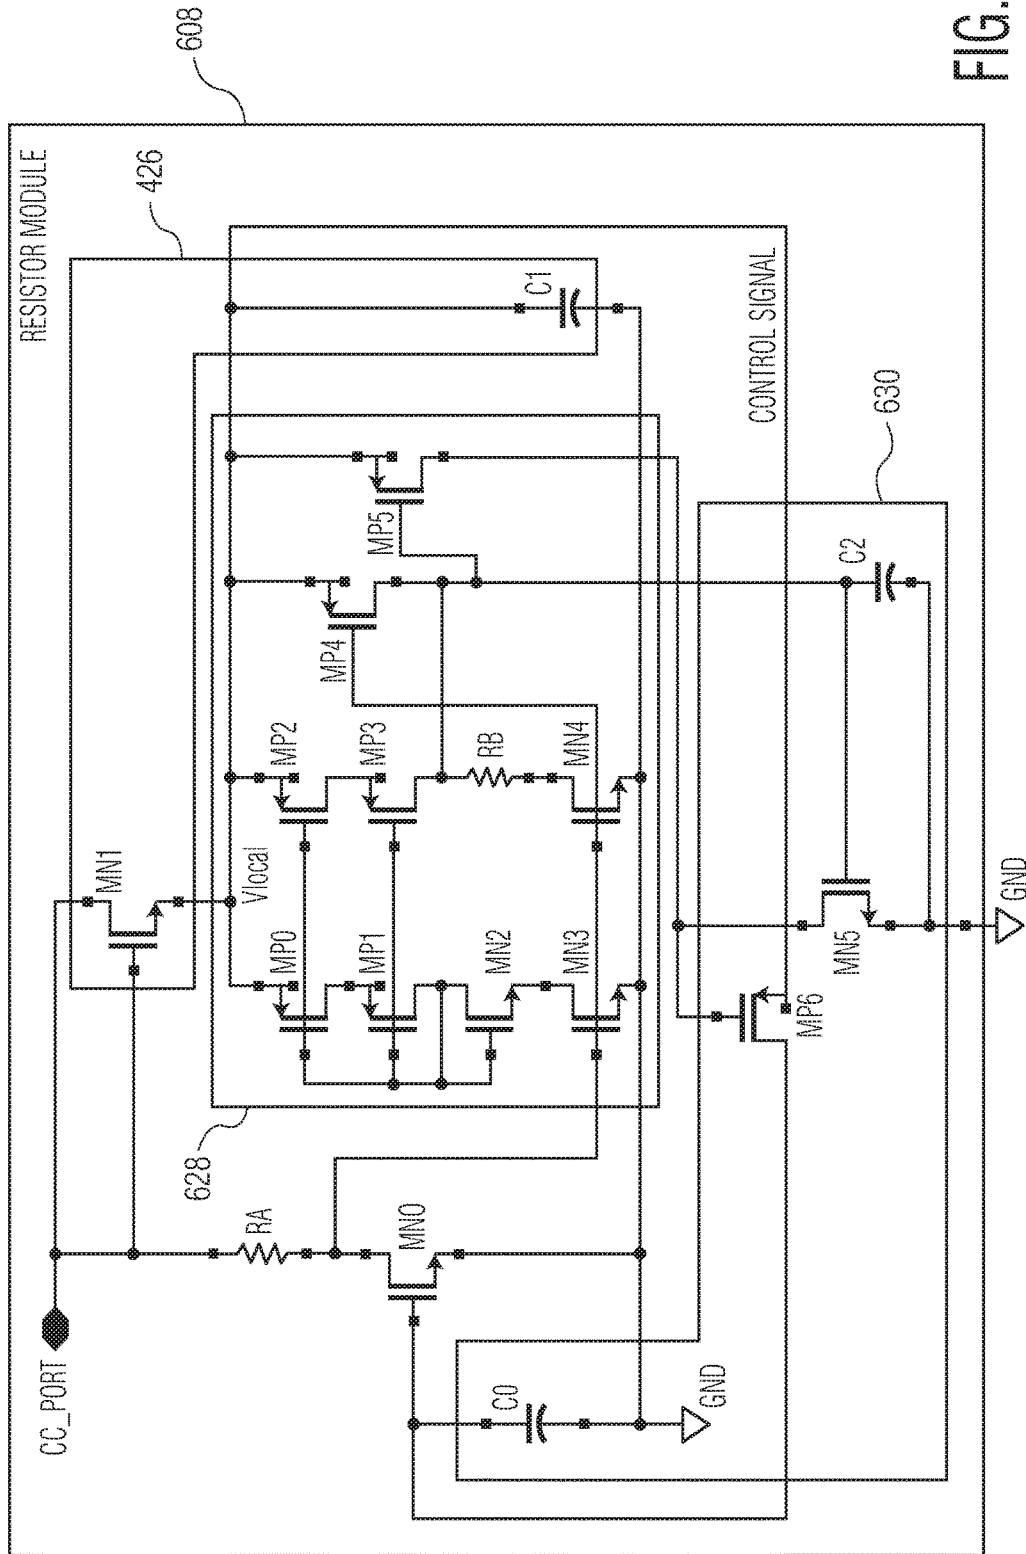 FIG.
608
RESISTOR MODULE
426
C1
CONTROL SIGNAL
630
C2
MP5
MP4
MP2
MP3
RB
MN4
MN1
Vlocal
MP0
MP1
MN2
MN3
MN5
GND
MP6
628
RA
MN0
CC_PORT
C0
GND